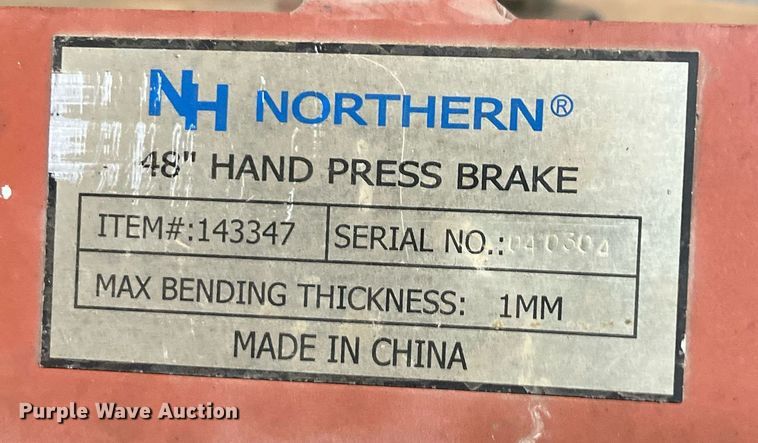 NH NORTHERN®
48" HAND PRESS BRAKE
ITEM#:143347 SERIAL NO.:040304
MAX BENDING THICKNESS: 1MM
MADE IN CHINA
Purple Wave Auction